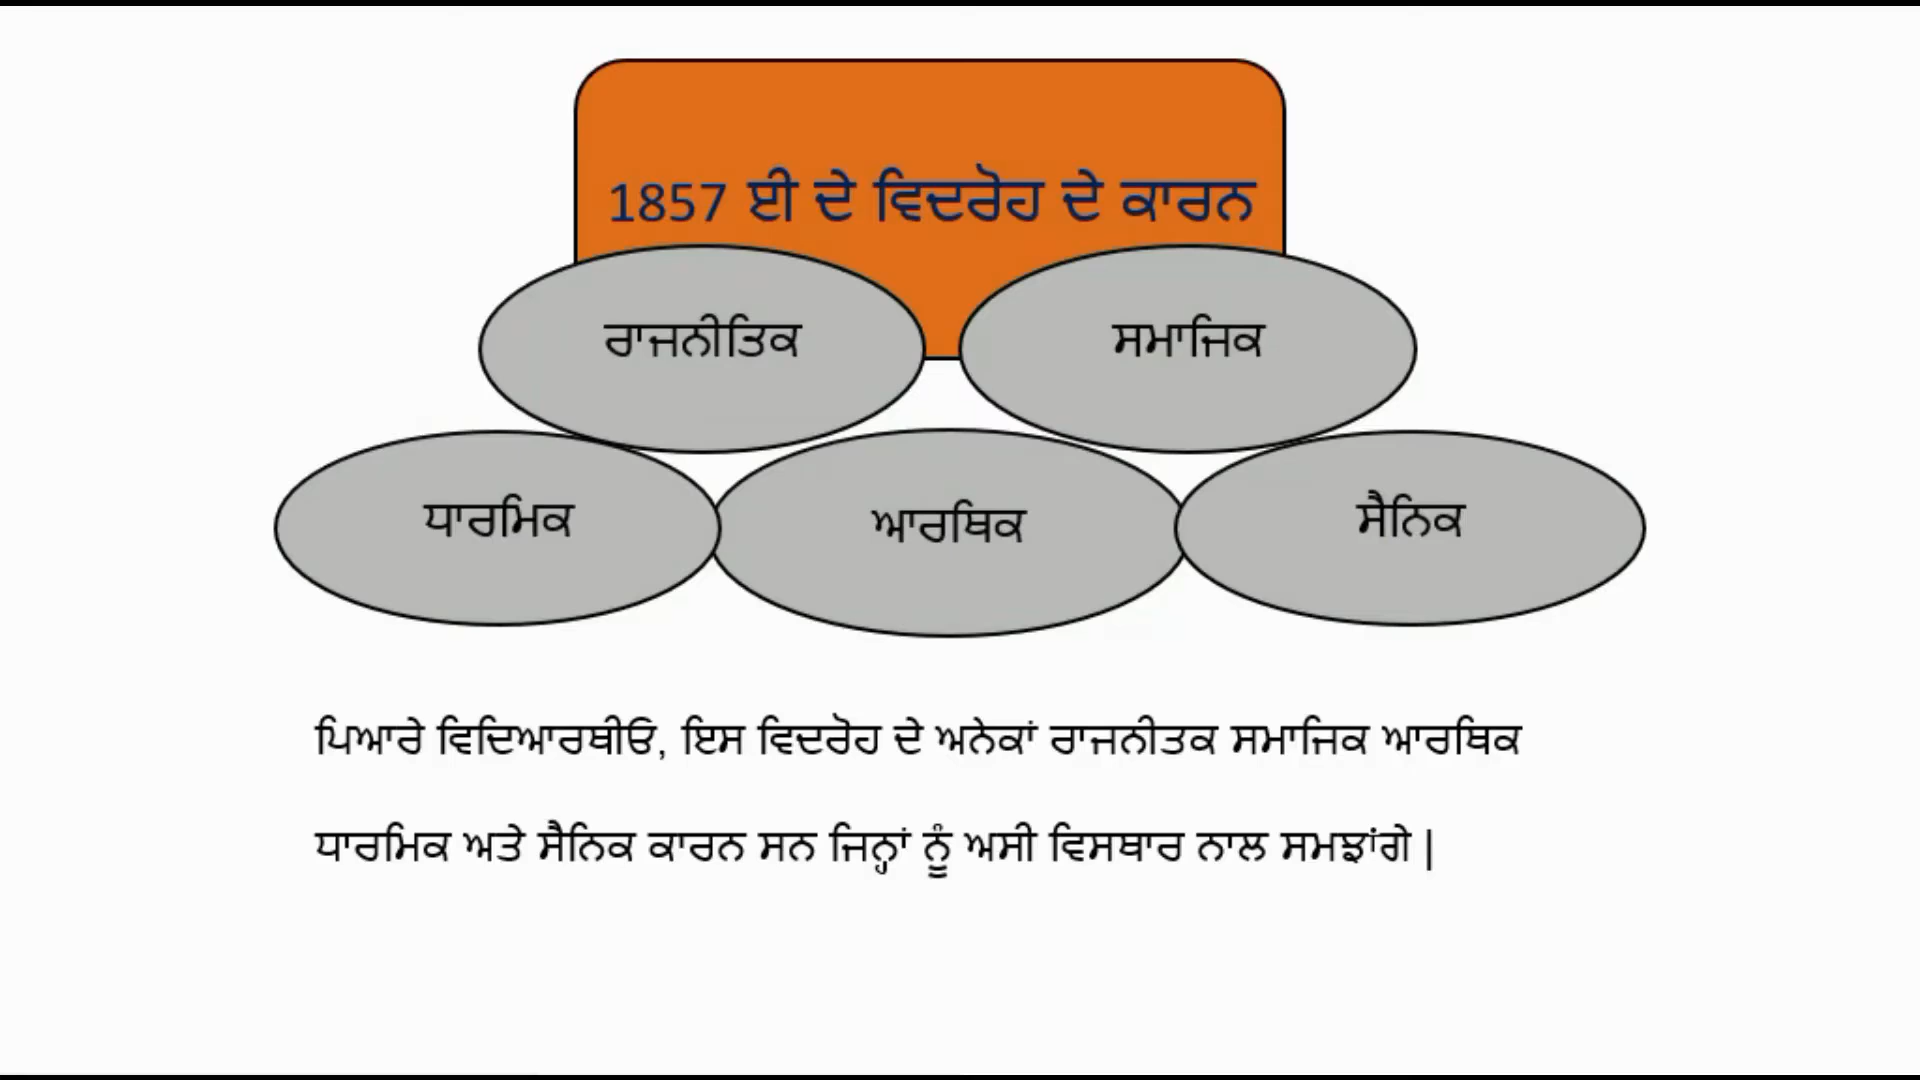 1857 ਈ ਦੇ ਵਿਦਰੋਹ ਦੇ ਕਾਰਨ
ਰਾਜਨੀਤਿਕ
ਸਮਾਜਿਕ
ਧਾਰਮਿਕ
ਆਰਥਿਕ
ਸੈਨਿਕ
ਪਿਆਰੇ ਵਿਦਿਆਰਥੀਓ, ਇਸ ਵਿਦਰੋਹ ਦੇ ਅਨੇਕਾਂ ਰਾਜਨੀਤਕ ਸਮਾਜਿਕ ਆਰਥਿਕ
ਧਾਰਮਿਕ ਅਤੇ ਸੈਨਿਕ ਕਾਰਨ ਸਨ ਜਿਨ੍ਹਾਂ ਨੂੰ ਅਸੀ ਵਿਸਥਾਰ ਨਾਲ ਸਮਝਾਂਗੇ |